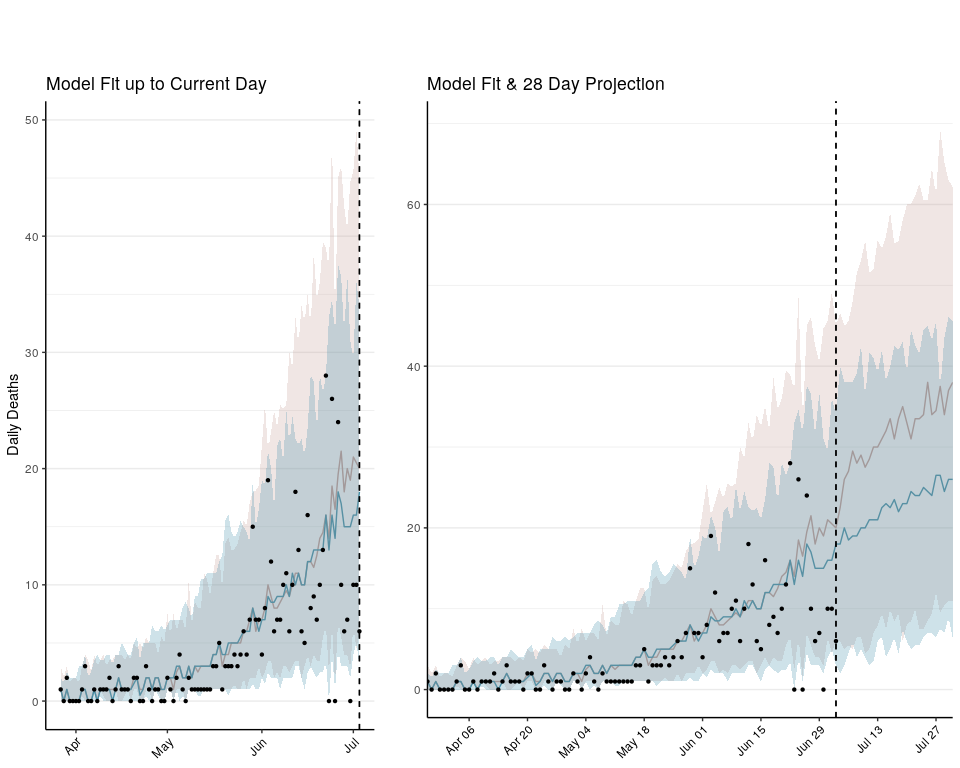 Model Fit up to Current Day
Daily Deaths
50
40
30
20
10
0
Apr
May
Jun
Jul
Model Fit & 28 Day Projection
60
40
20
0
Apr 06
Apr 20
May 04
May 18
Jun 01
Jun 15
Jun 29
Jul 13
Jul 27